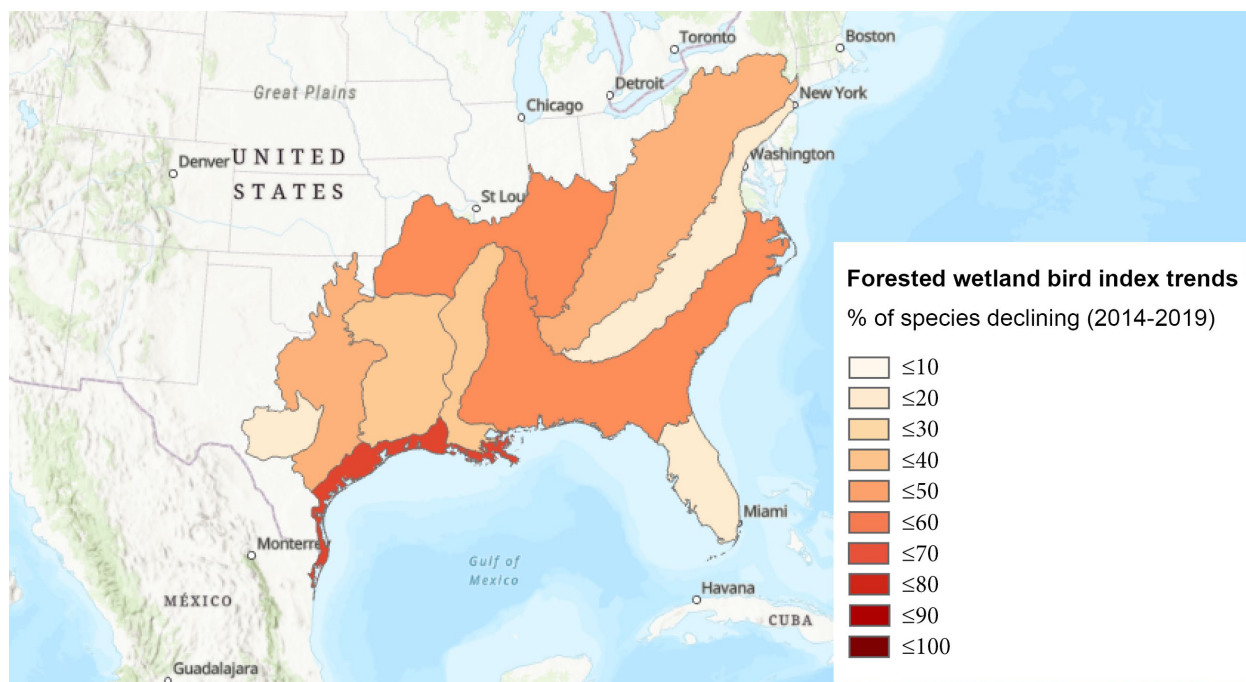 Toronto
Boston
Detroit
Great Plains
Chicago
New York
Denver
UNITED
STATES
Washington
St Lou
Miami
Monterrey
Gulf of
Mexico
MÉXICO
Havana
CUBA
Guadalajara
Forested wetland bird index trends
% of species declining (2014-2019)
≤10
≤20
≤30
≤40
≤50
≤60
≤70
≤80
≤90
≤100